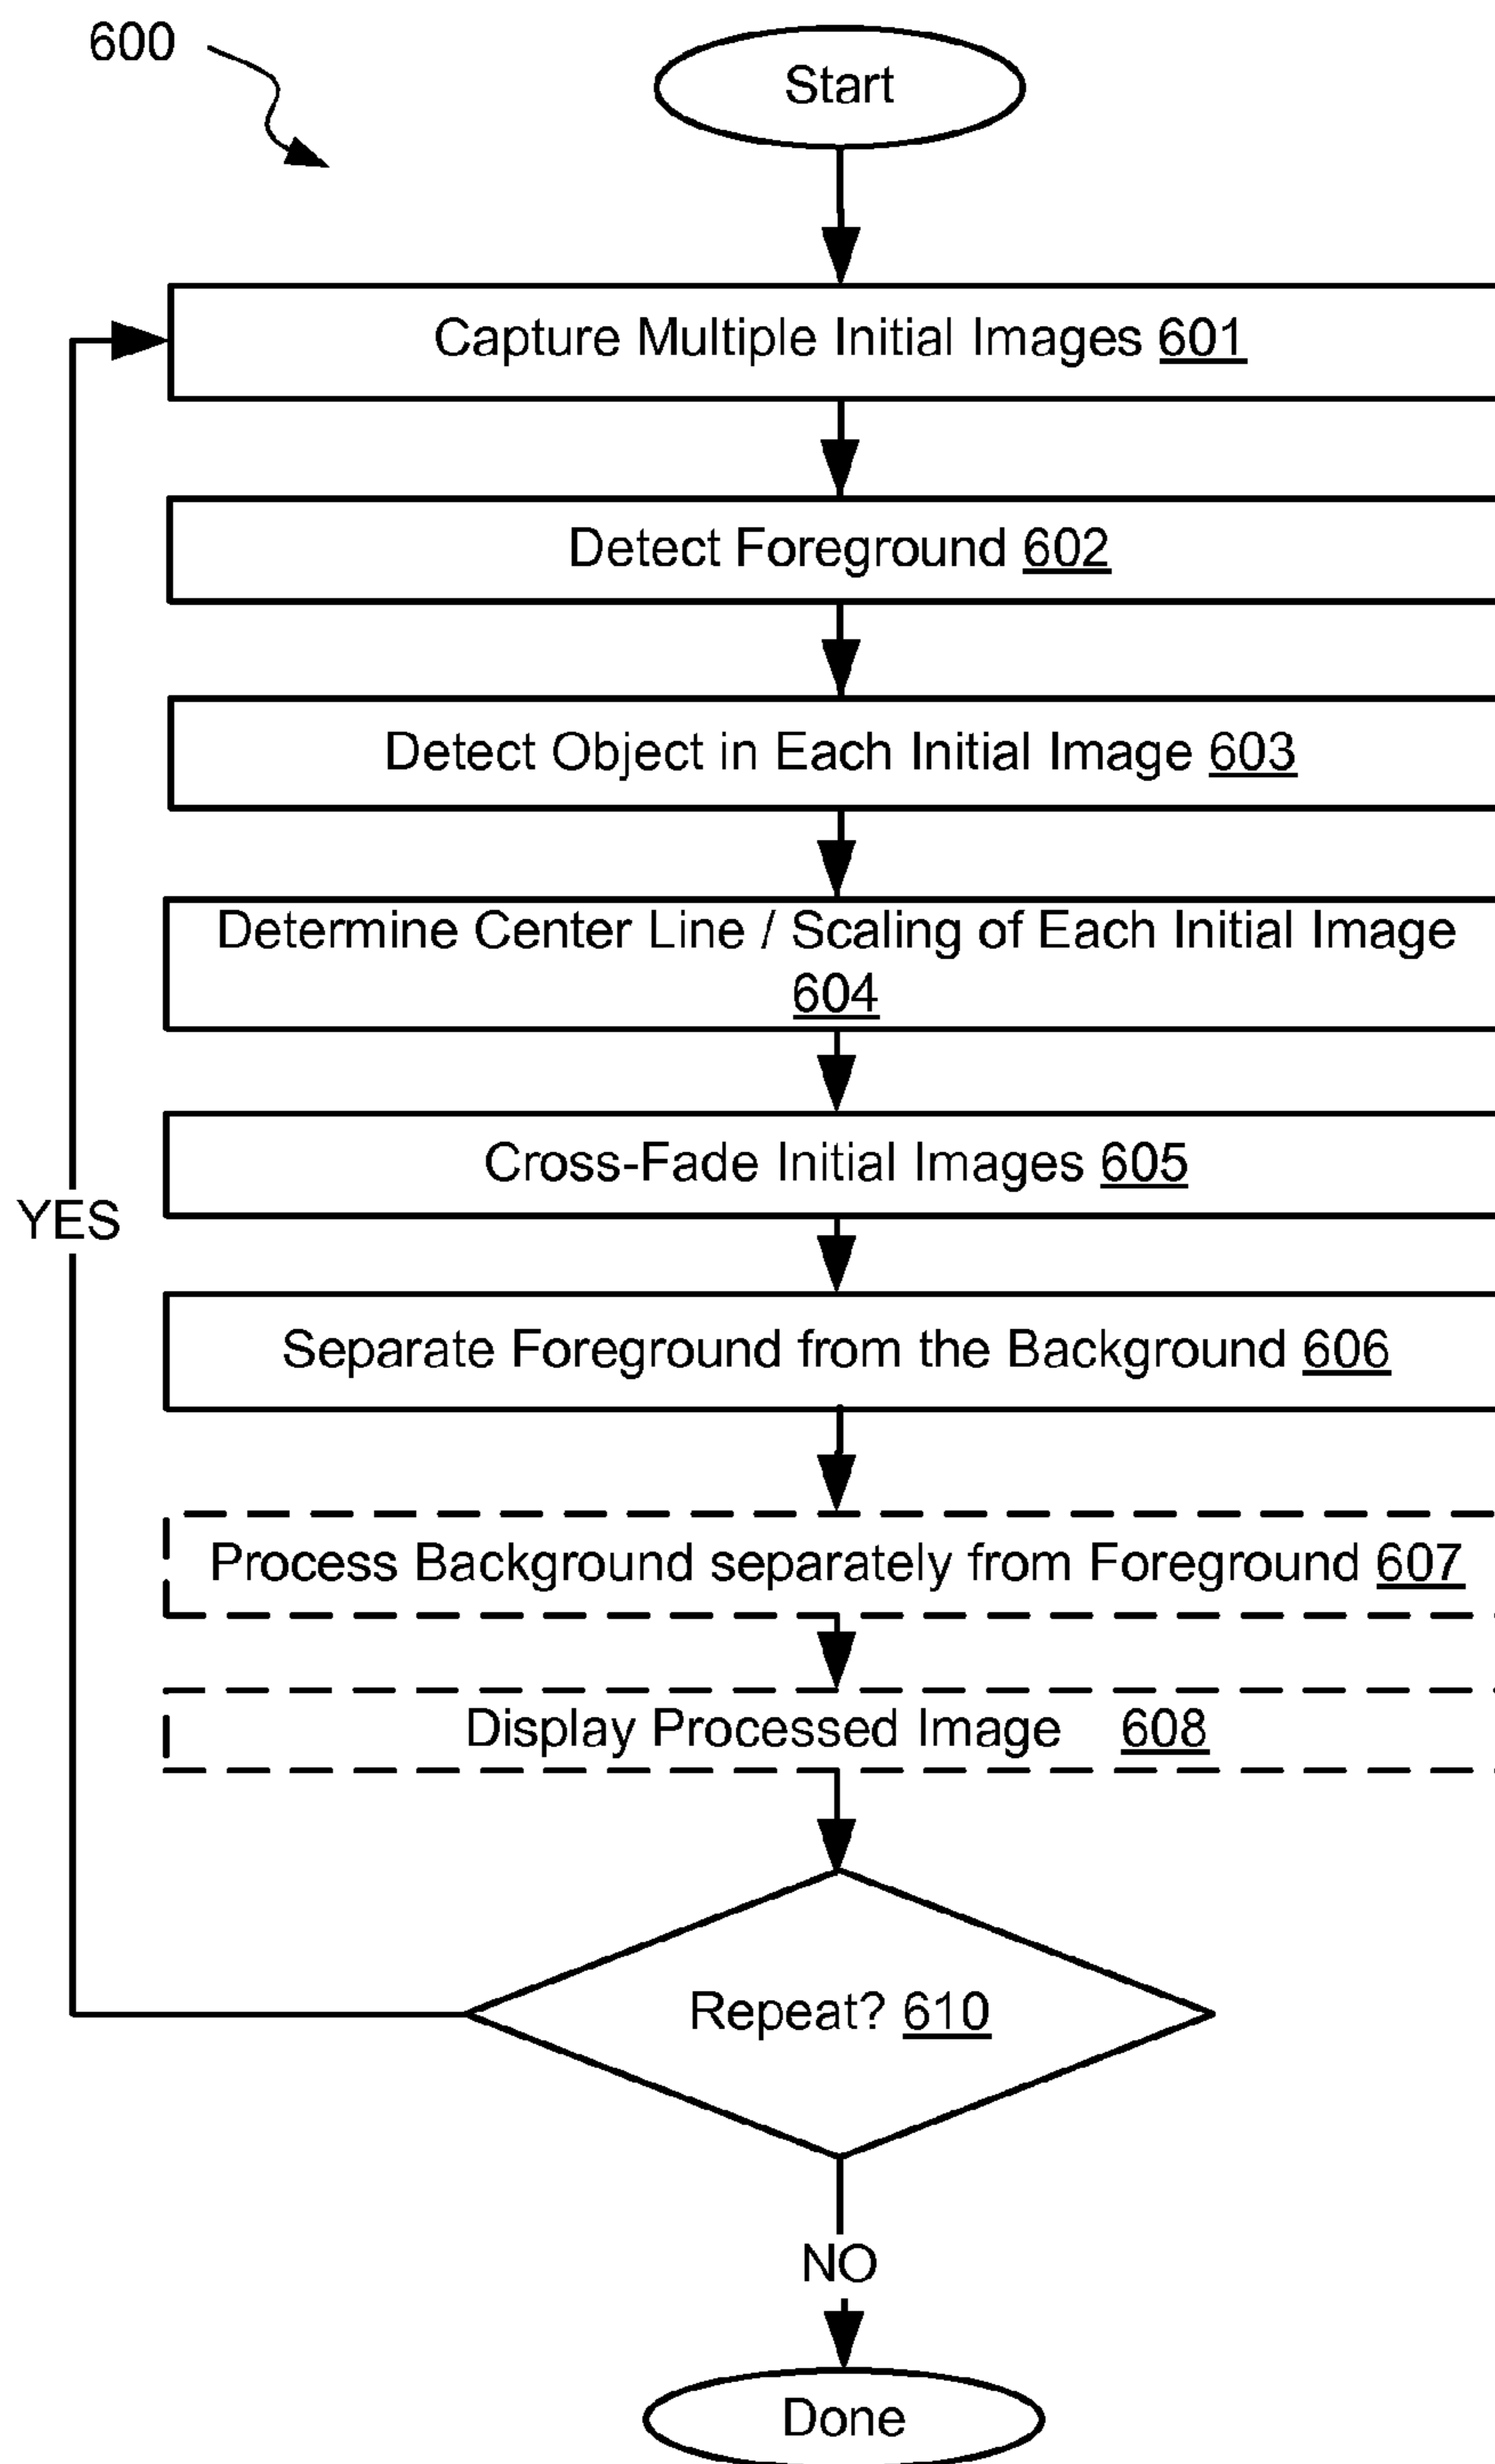 600
Start
Capture Multiple Initial Images 601
Detect Foreground 602
Detect Object in Each Initial Image 603
Determine Center Line / Scaling of Each Initial Image
604
Cross-Fade Initial Images 605
YES
Separate Foreground from the Background 606
Process Background separately from Foreground 607
Display Processed Image 608
Repeat? 610
NO
Done